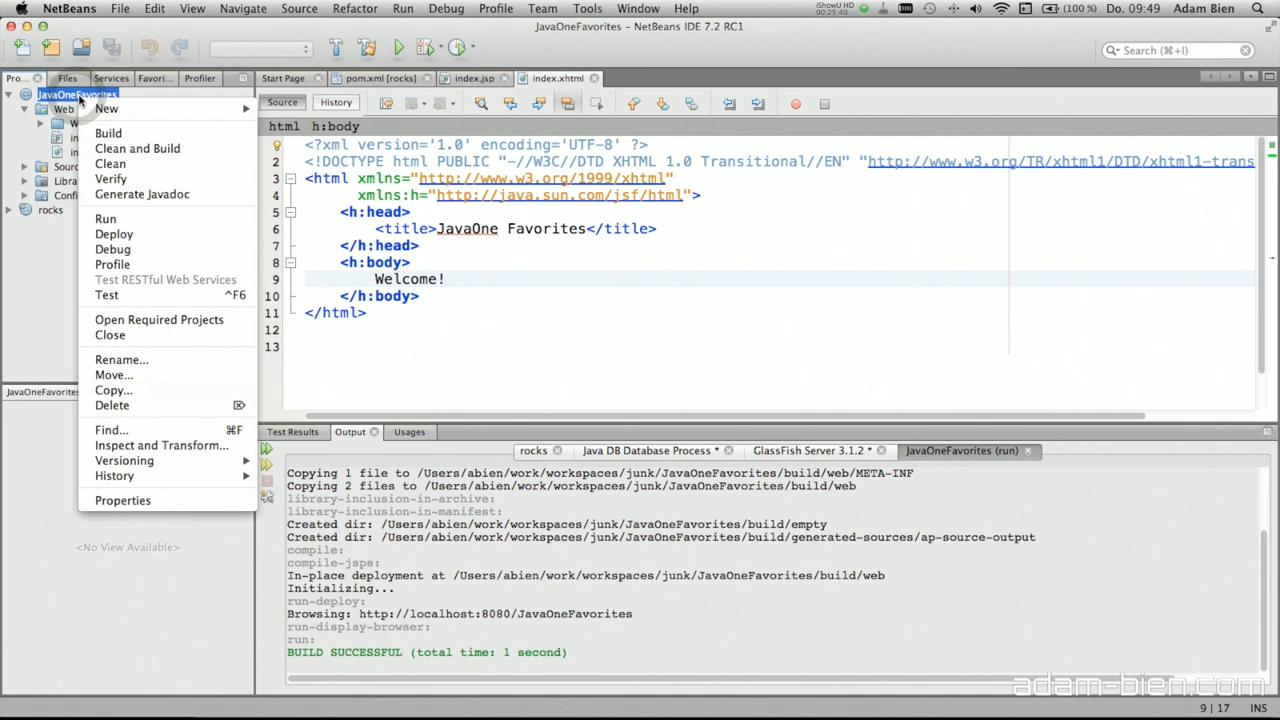 NetBeans File Edit View Navigate Source Refactor Run Debug Profile Team Tools Window Help iShowU HD 00:25:40 (100 %) Do. 09:49 Adam Bien
JavaOneFavorites – NetBeans IDE 7.2 RC1
Search (⌘+I)
Pro... Files Services Favori... Profiler
Start Page pom.xml [rocks] index.jsp index.xhtml
JavaOneFavorites
Web
W
in
in
Sourc
Libra
Confi
rocks
New
Build
Clean and Build
Clean
Verify
Generate Javadoc
Run
Deploy
Debug
Profile
Test RESTful Web Services
Test ^F6
Open Required Projects
Close
Rename...
Move...
Copy...
Delete ⌦
Find... ⌘F
Inspect and Transform...
Versioning
History
Properties
JavaOneFavorites
<No View Available>
Source History
html h:body
<?xml version='1.0' encoding='UTF-8' ?>
2 <!DOCTYPE html PUBLIC "-//W3C//DTD XHTML 1.0 Transitional//EN" "http://www.w3.org/TR/xhtml1/DTD/xhtml1-trans
3 <html xmlns="http://www.w3.org/1999/xhtml"
4 xmlns:h="http://java.sun.com/jsf/html">
5 <h:head>
6 <title>JavaOne Favorites</title>
7 </h:head>
8 <h:body>
9 Welcome!
10 </h:body>
11 </html>
12
13
Test Results Output Usages
rocks Java DB Database Process * GlassFish Server 3.1.2 * JavaOneFavorites (run)
Copying 1 file to /Users/abien/work/workspaces/junk/JavaOneFavorites/build/web/META-INF
Copying 2 files to /Users/abien/work/workspaces/junk/JavaOneFavorites/build/web
library-inclusion-in-archive:
library-inclusion-in-manifest:
Created dir: /Users/abien/work/workspaces/junk/JavaOneFavorites/build/empty
Created dir: /Users/abien/work/workspaces/junk/JavaOneFavorites/build/generated-sources/ap-source-output
compile:
compile-jsps:
In-place deployment at /Users/abien/work/workspaces/junk/JavaOneFavorites/build/web
Initializing...
run-deploy:
Browsing: http://localhost:8080/JavaOneFavorites
run-display-browser:
run:
BUILD SUCCESSFUL (total time: 1 second)
adam-bien.com
9 | 17 INS